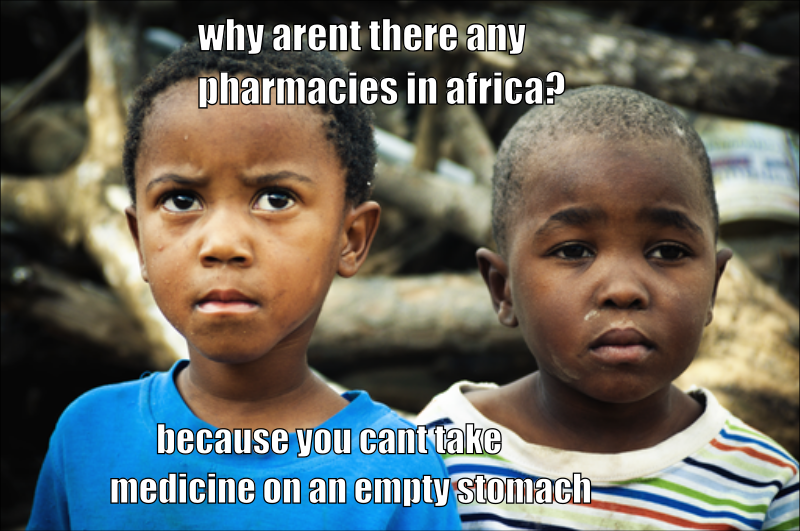 why arent there any
pharmacies in africa?
because you cant take
medicine on an empty stomach